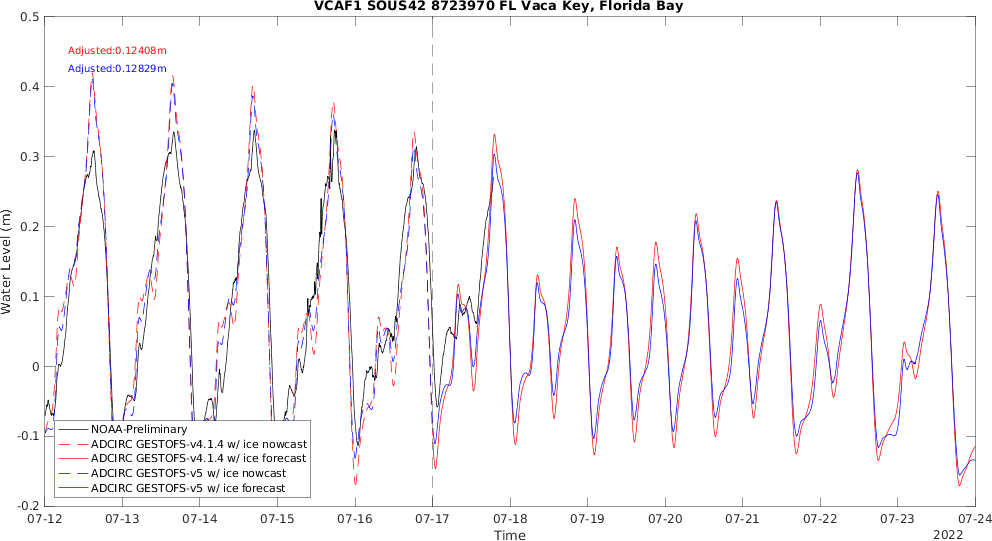 VCAF1 SOUS42 8723970 FL Vaca Key, Florida Bay
0.5
Adjusted:0.12408m
Adjusted:0.12829m
0.4
0.3
0.2
Water Level (m)
0.1
0
-0.1
-0.2
NOAA-Preliminary
ADCIRC GESTOFS-v4.1.4 w/ ice nowcast
ADCIRC GESTOFS-v4.1.4 w/ ice forecast
ADCIRC GESTOFS-v5 w/ ice nowcast
ADCIRC GESTOFS-v5 w/ ice forecast
07-12 07-13 07-14 07-15 07-16 07-17 07-18 07-19 07-20 07-21 07-22 07-23 07-24
Time
2022